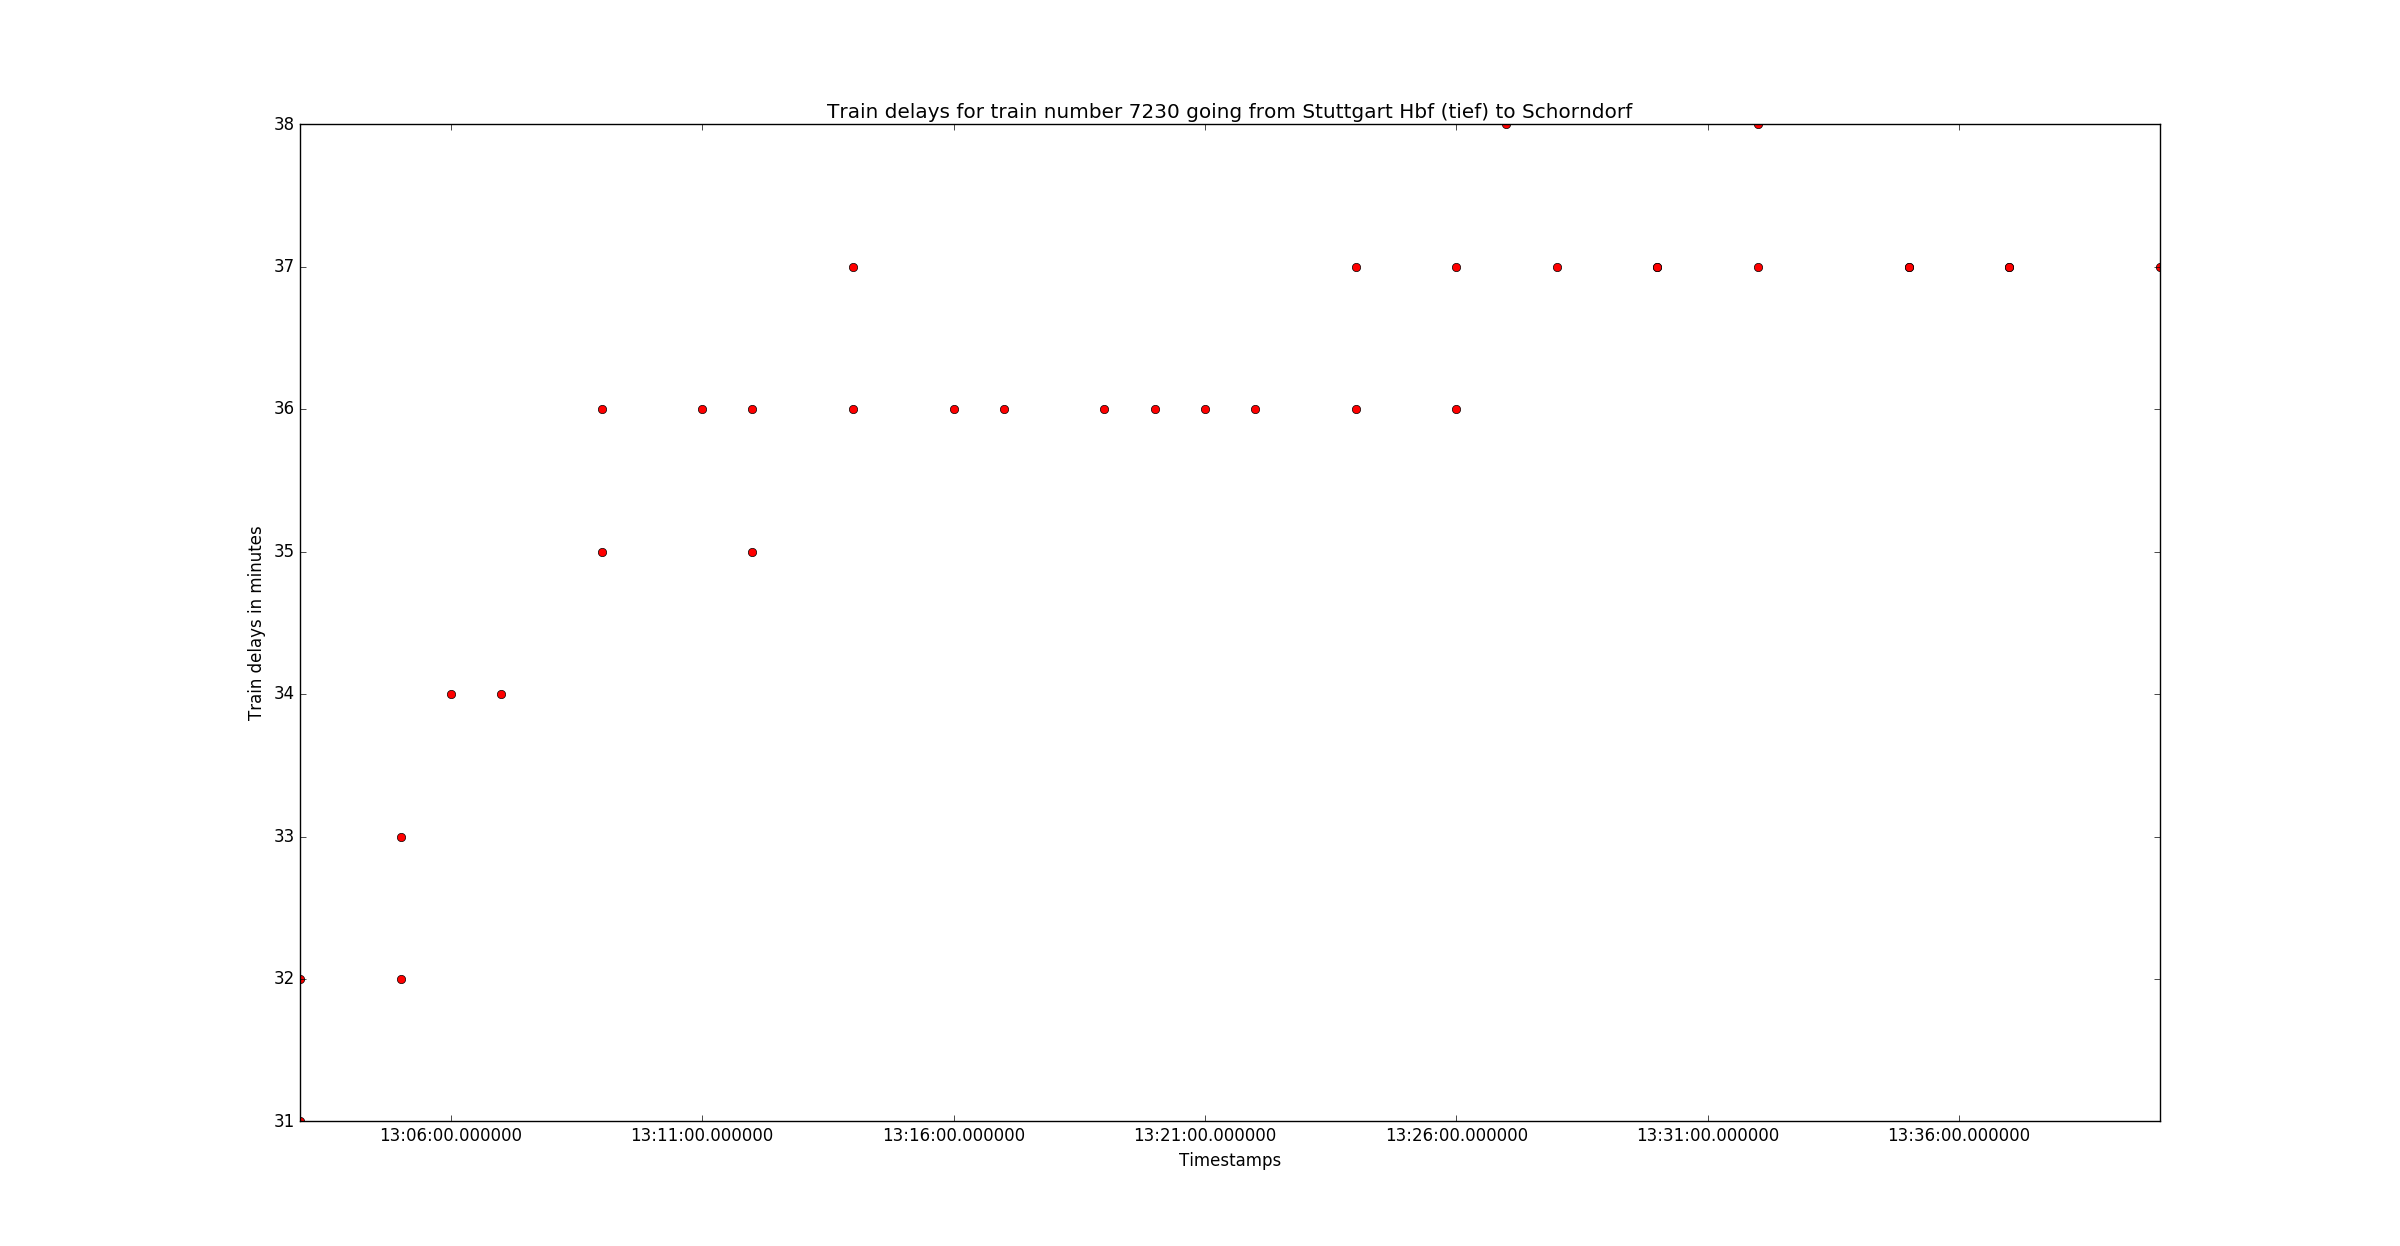 Train delays for train number 7230 going from Stuttgart Hbf (tief) to Schorndorf
38
37
36
35
34
33
32
31
Train delays in minutes
13:06:00.000000 13:11:00.000000 13:16:00.000000 13:21:00.000000 13:26:00.000000 13:31:00.000000 13:36:00.000000
Timestamps